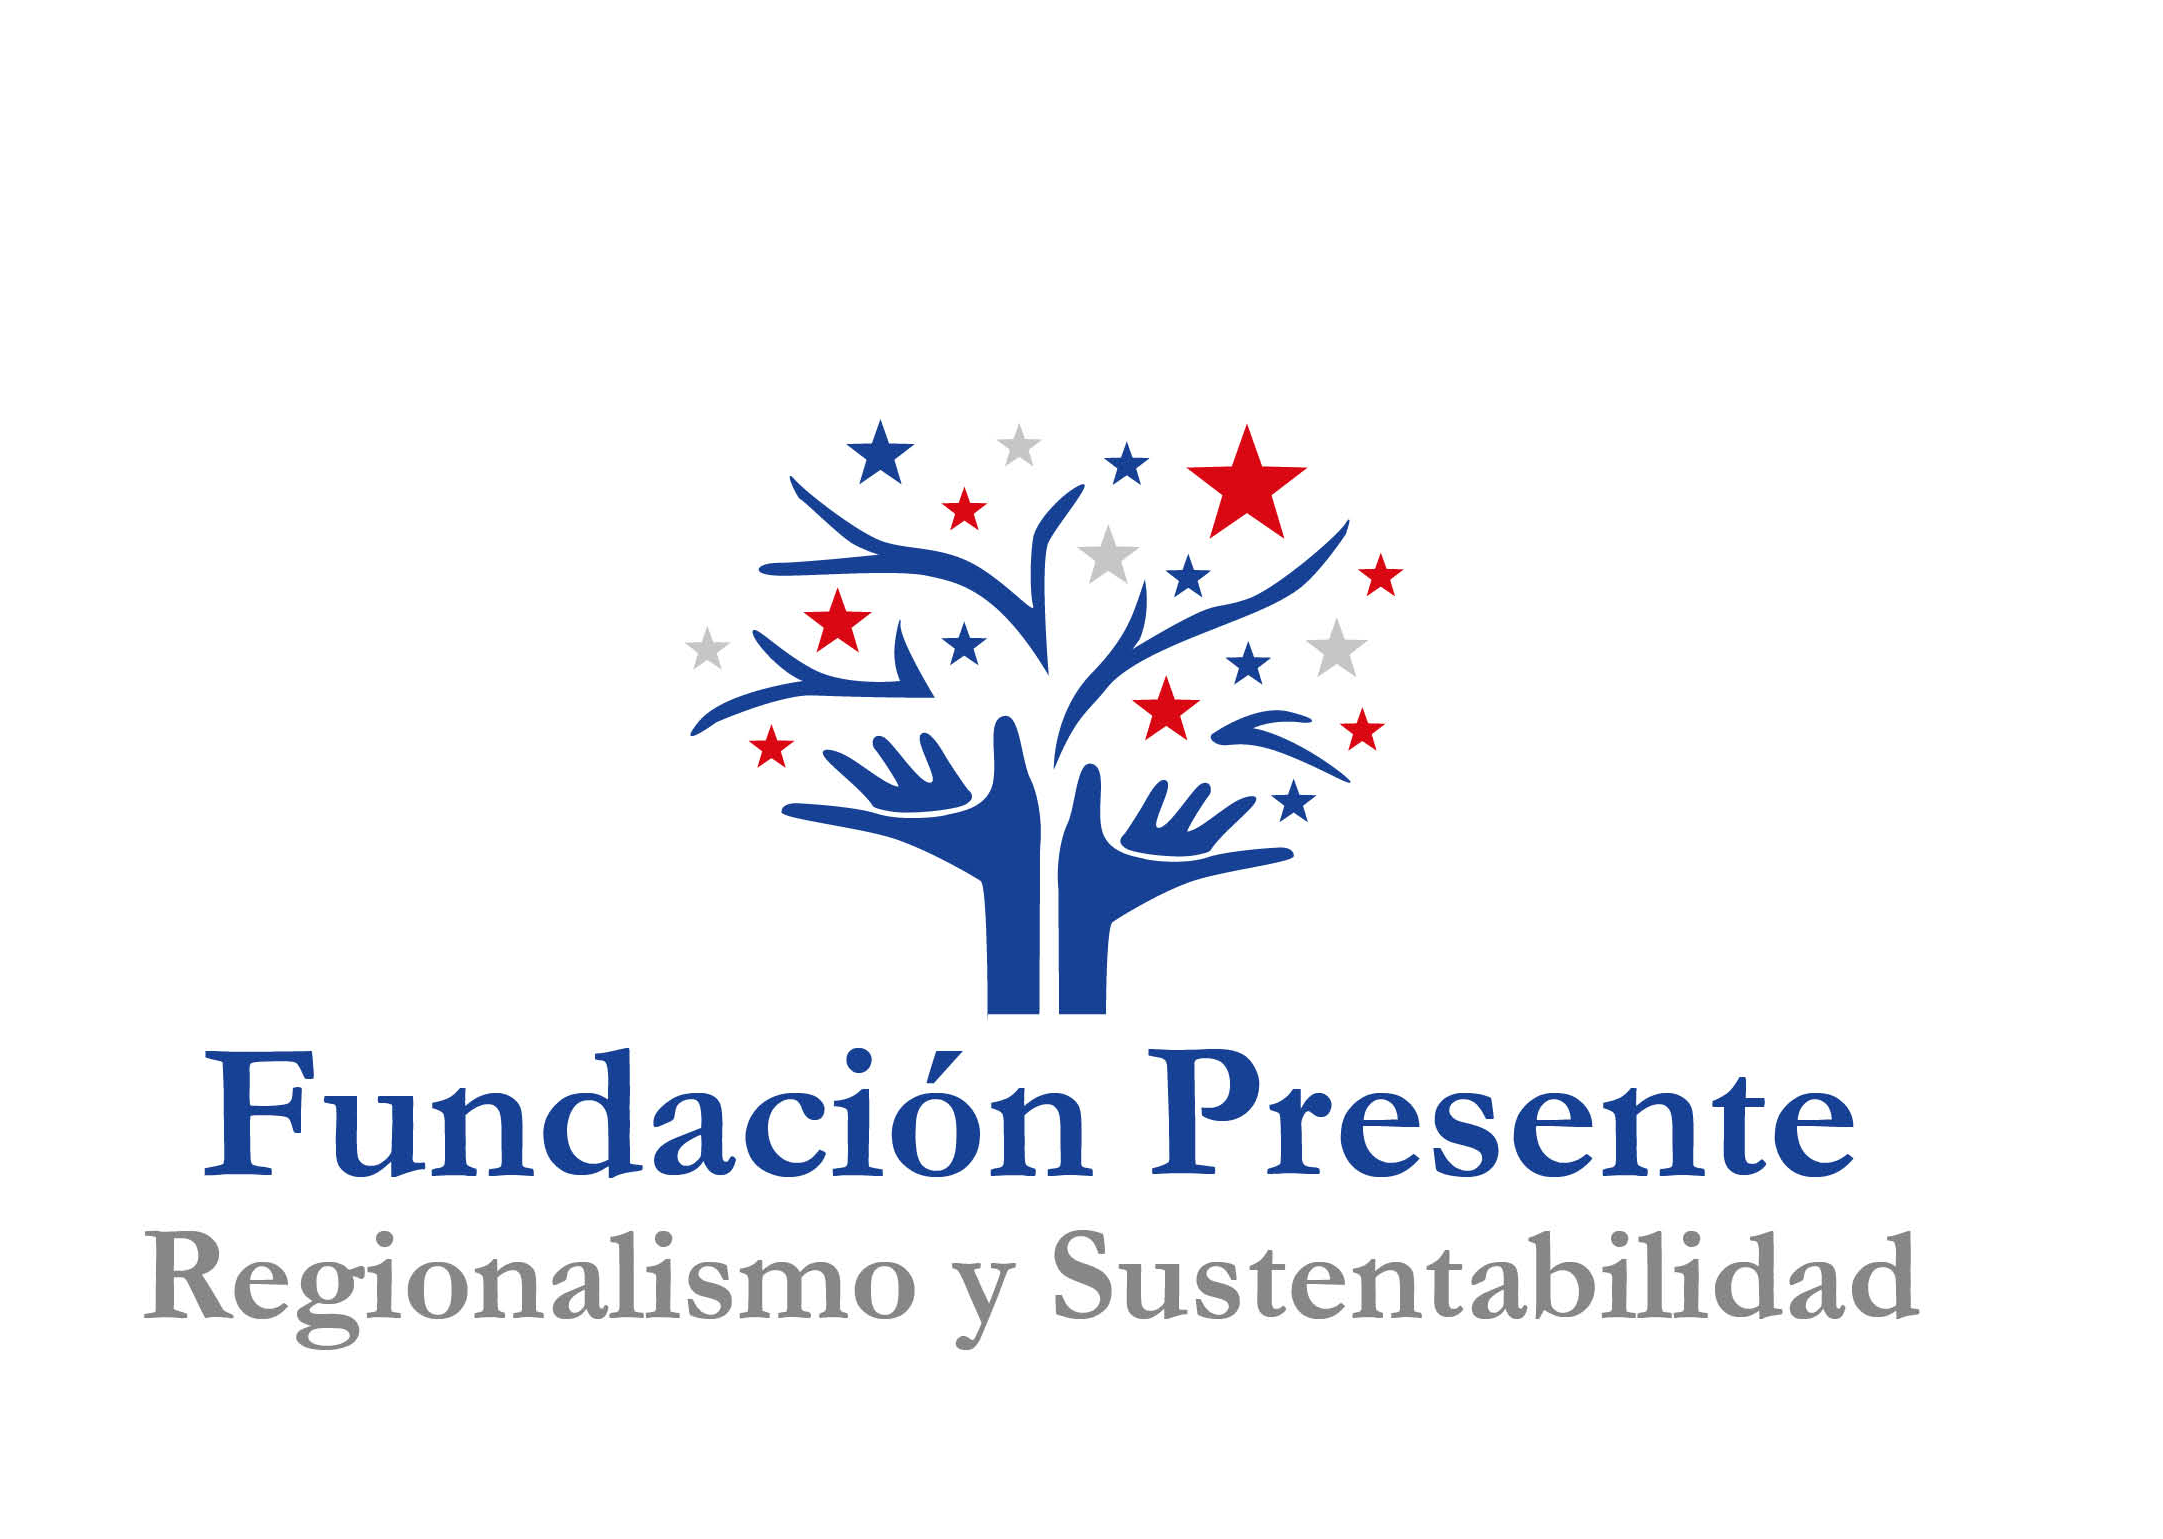 Fundación Presente
Regionalismo y Sustentabilidad